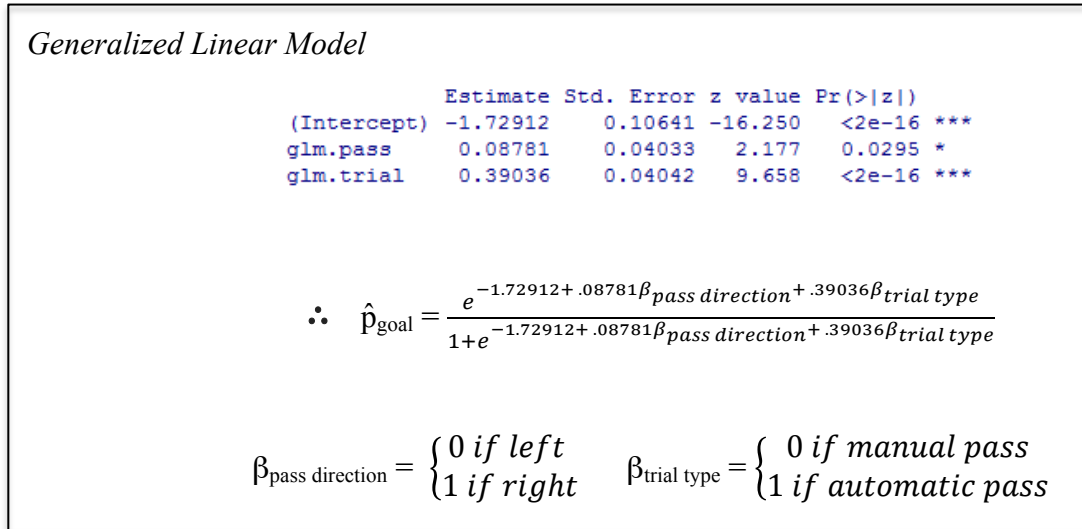 Generalized Linear Model
Estimate Std. Error z value Pr(>|z|)
(Intercept) -1.72912 0.10641 -16.250 <2e-16 ***
glm.pass 0.08781 0.04033 2.177 0.0295 *
glm.trial 0.39036 0.04042 9.658 <2e-16 ***
∴ p̂goal = e^−1.72912+ .08781βpass direction+ .39036βtrial type
1+e^−1.72912+ .08781βpass direction+ .39036βtrial type
βpass direction = { 0 if left βtrial type = { 0 if manual pass
1 if right 1 if automatic pass